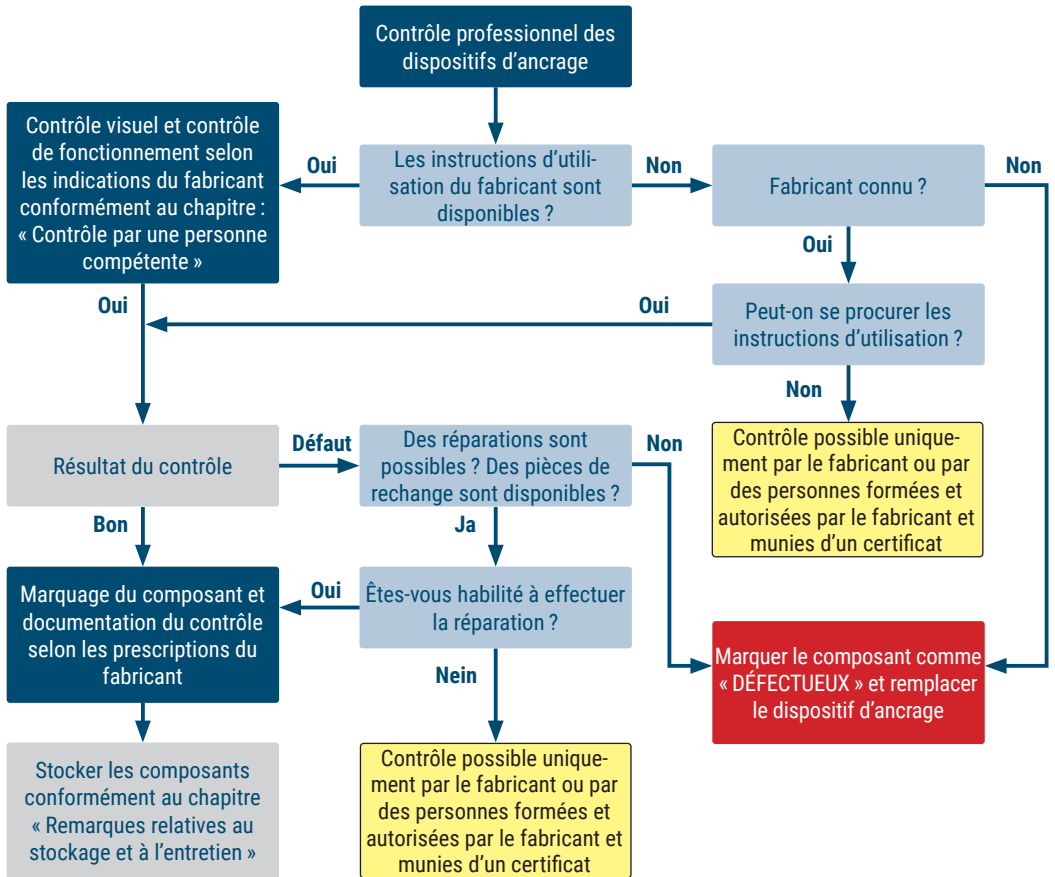 Contrôle professionnel des
dispositifs d’ancrage
Contrôle visuel et contrôle
de fonctionnement selon
les indications du fabricant
conformément au chapitre :
« Contrôle par une personne
compétente »
Oui
Les instructions d’utili-
sation du fabricant sont
disponibles ?
Non
Fabricant connu ?
Non
Oui
Oui
Oui
Peut-on se procurer les
instructions d’utilisation ?
Non
Résultat du contrôle
Défaut
Des réparations sont
possibles ? Des pièces de
rechange sont disponibles ?
Non
Contrôle possible unique-
ment par le fabricant ou par
des personnes formées et
autorisées par le fabricant et
munies d’un certificat
Bon
Ja
Marquage du composant et
documentation du contrôle
selon les prescriptions du
fabricant
Oui
Êtes-vous habilité à effectuer
la réparation ?
Nein
Marquer le composant comme
« DÉFECTUEUX » et remplacer
le dispositif d’ancrage
Stocker les composants
conformément au chapitre
« Remarques relatives au
stockage et à l’entretien »
Contrôle possible unique-
ment par le fabricant ou par
des personnes formées et
autorisées par le fabricant et
munies d’un certificat